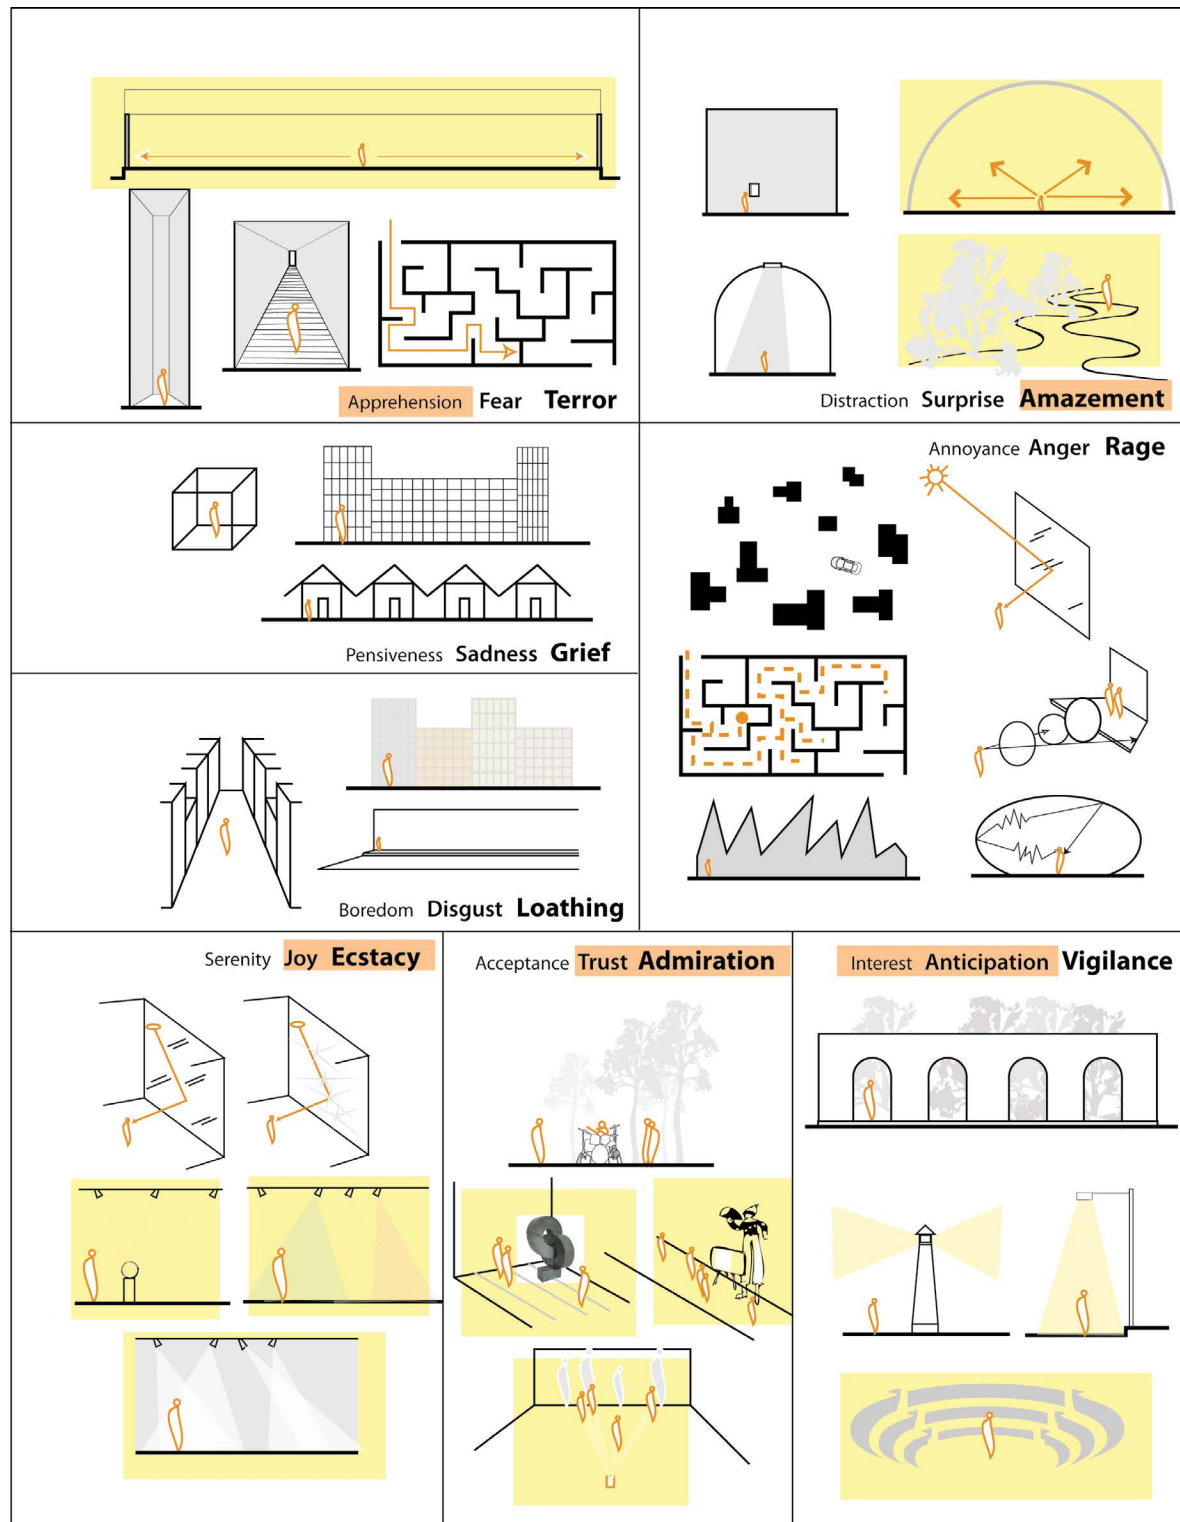 Apprehension Fear Terror
Distraction Surprise Amazement
Annoyance Anger Rage
Pensiveness Sadness Grief
Boredom Disgust Loathing
Serenity Joy Ecstacy
Acceptance Trust Admiration
Interest Anticipation Vigilance